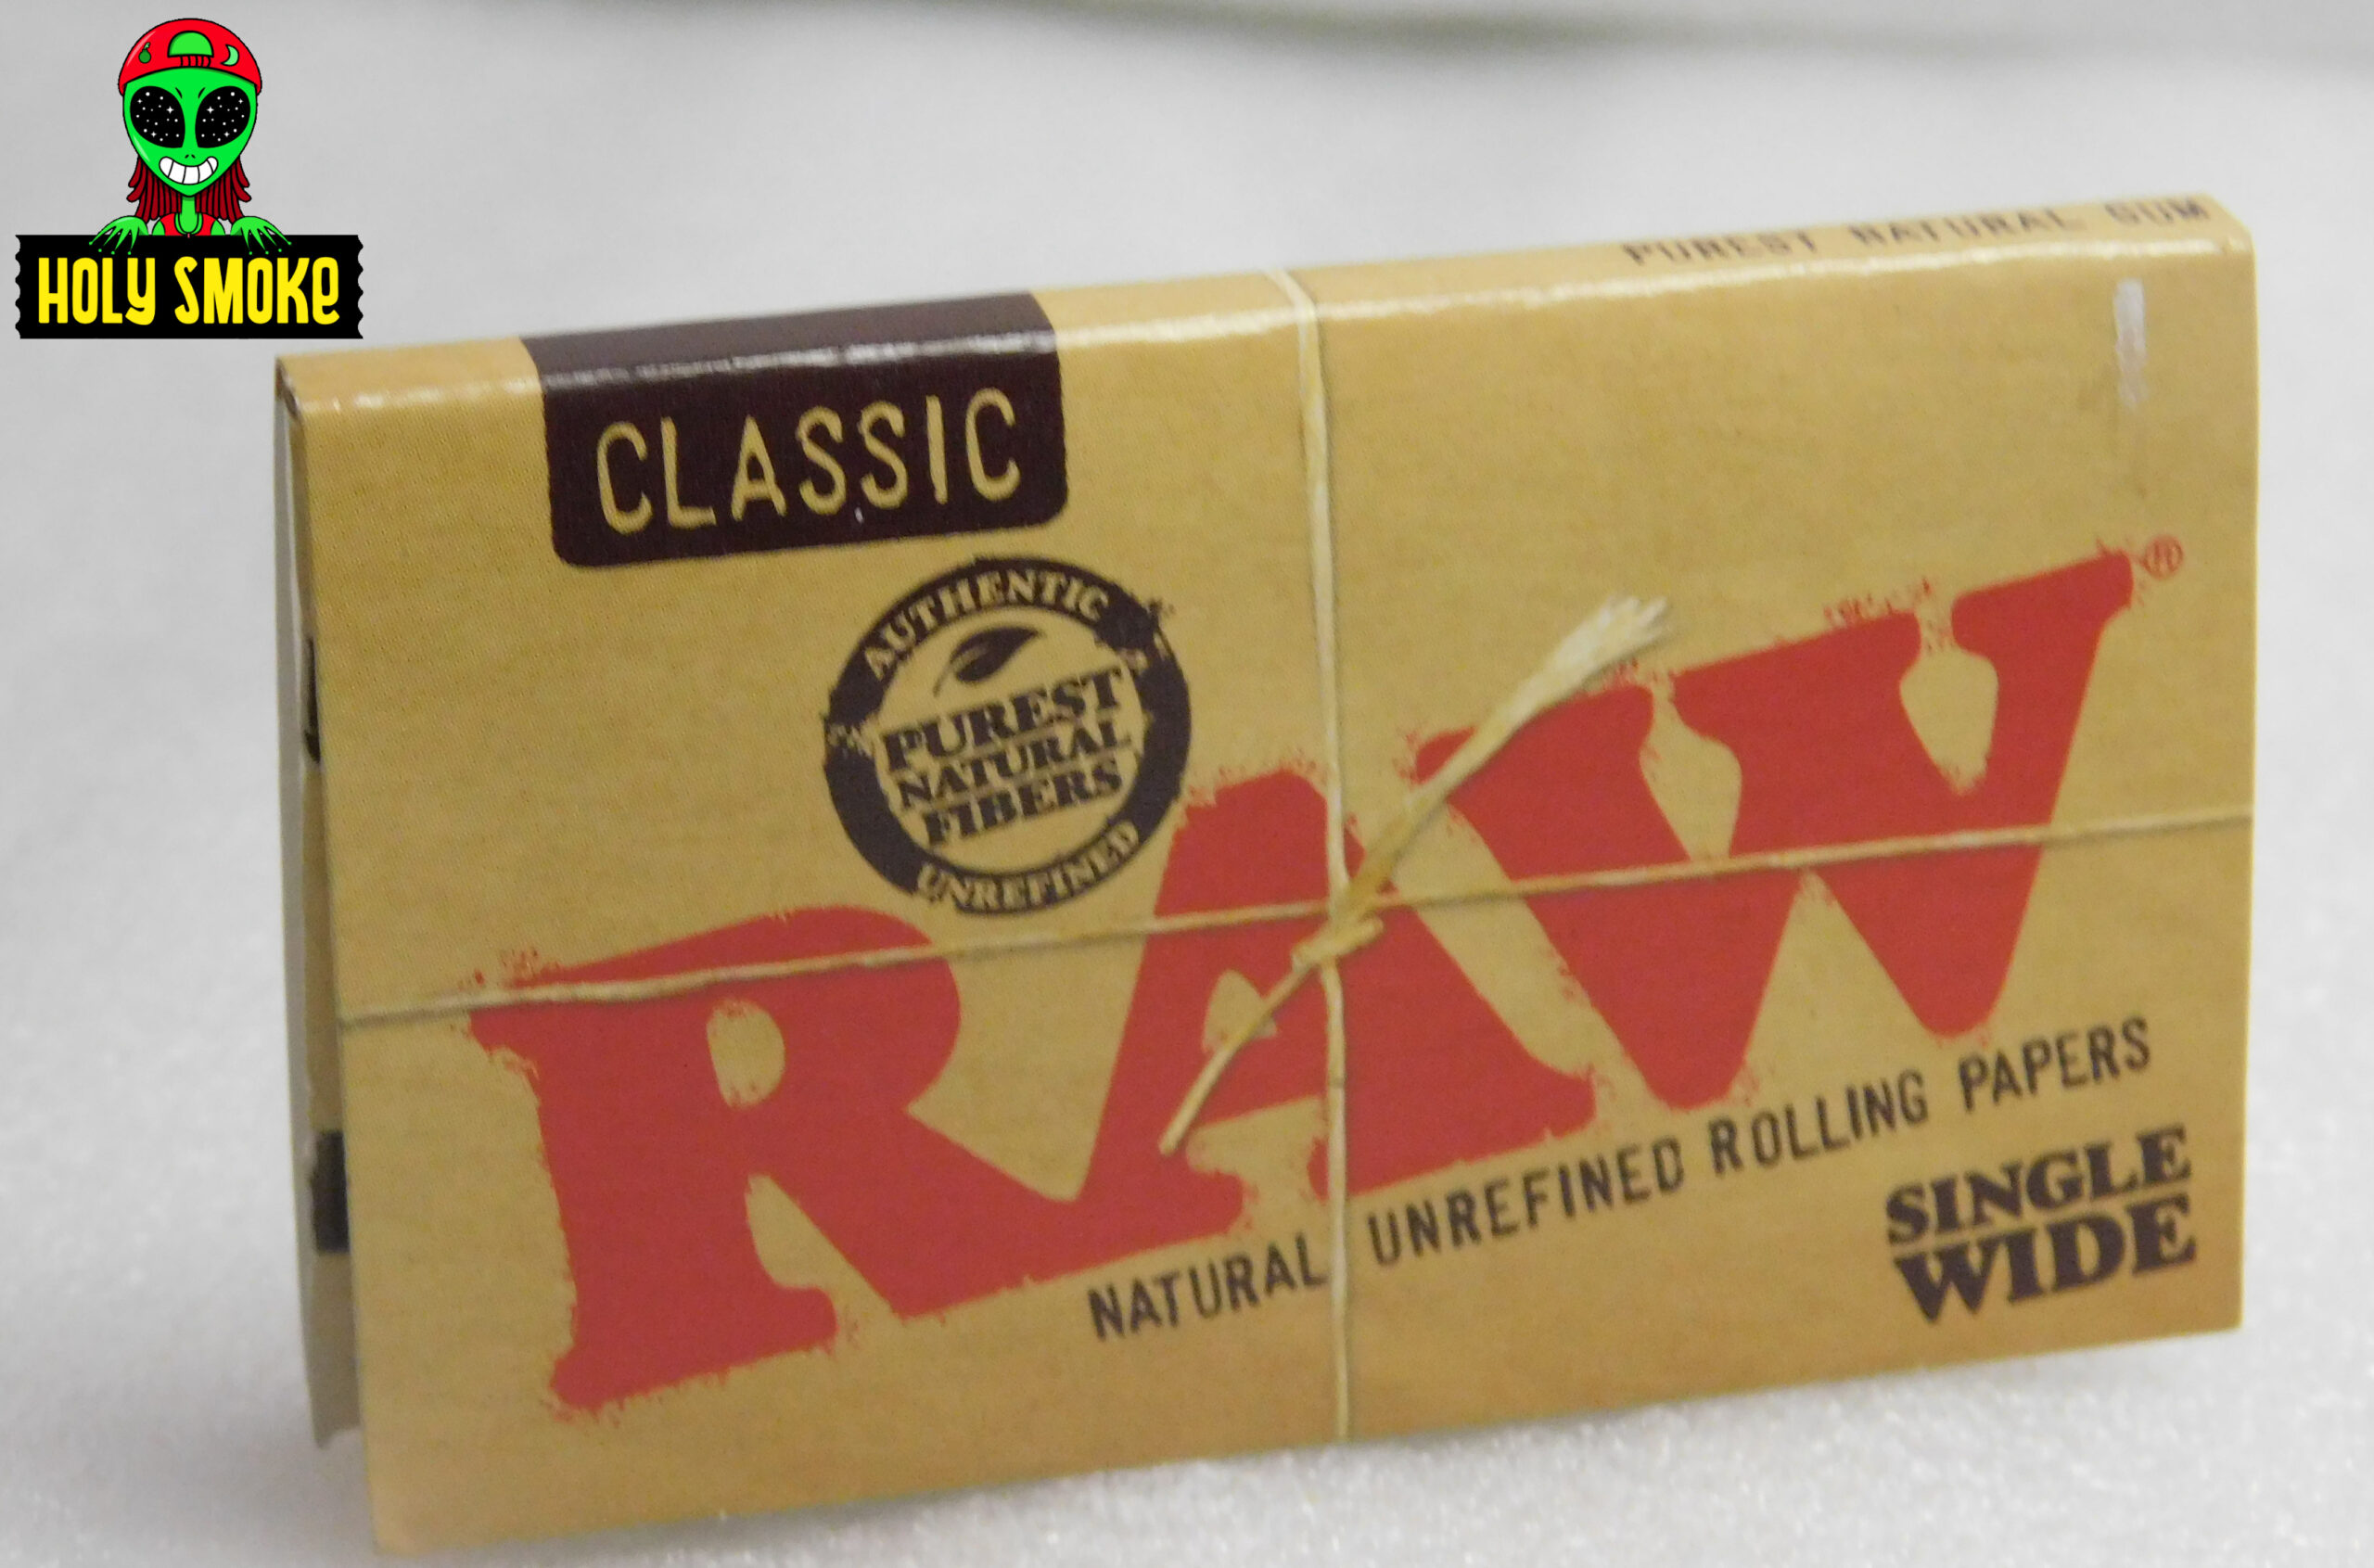 HOLY SMOKE
PUREST NATURAL GUM
CLASSIC
AUTHENTIC
PUREST
NATURAL
FIBERS
UNREFINED
RAW®
NATURAL UNREFINED ROLLING PAPERS
SINGLE
WIDE